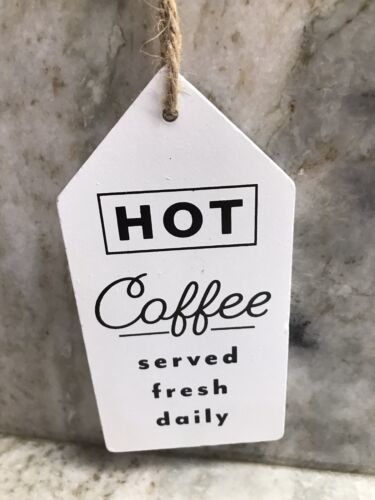 HOT
Coffee
served
fresh
daily